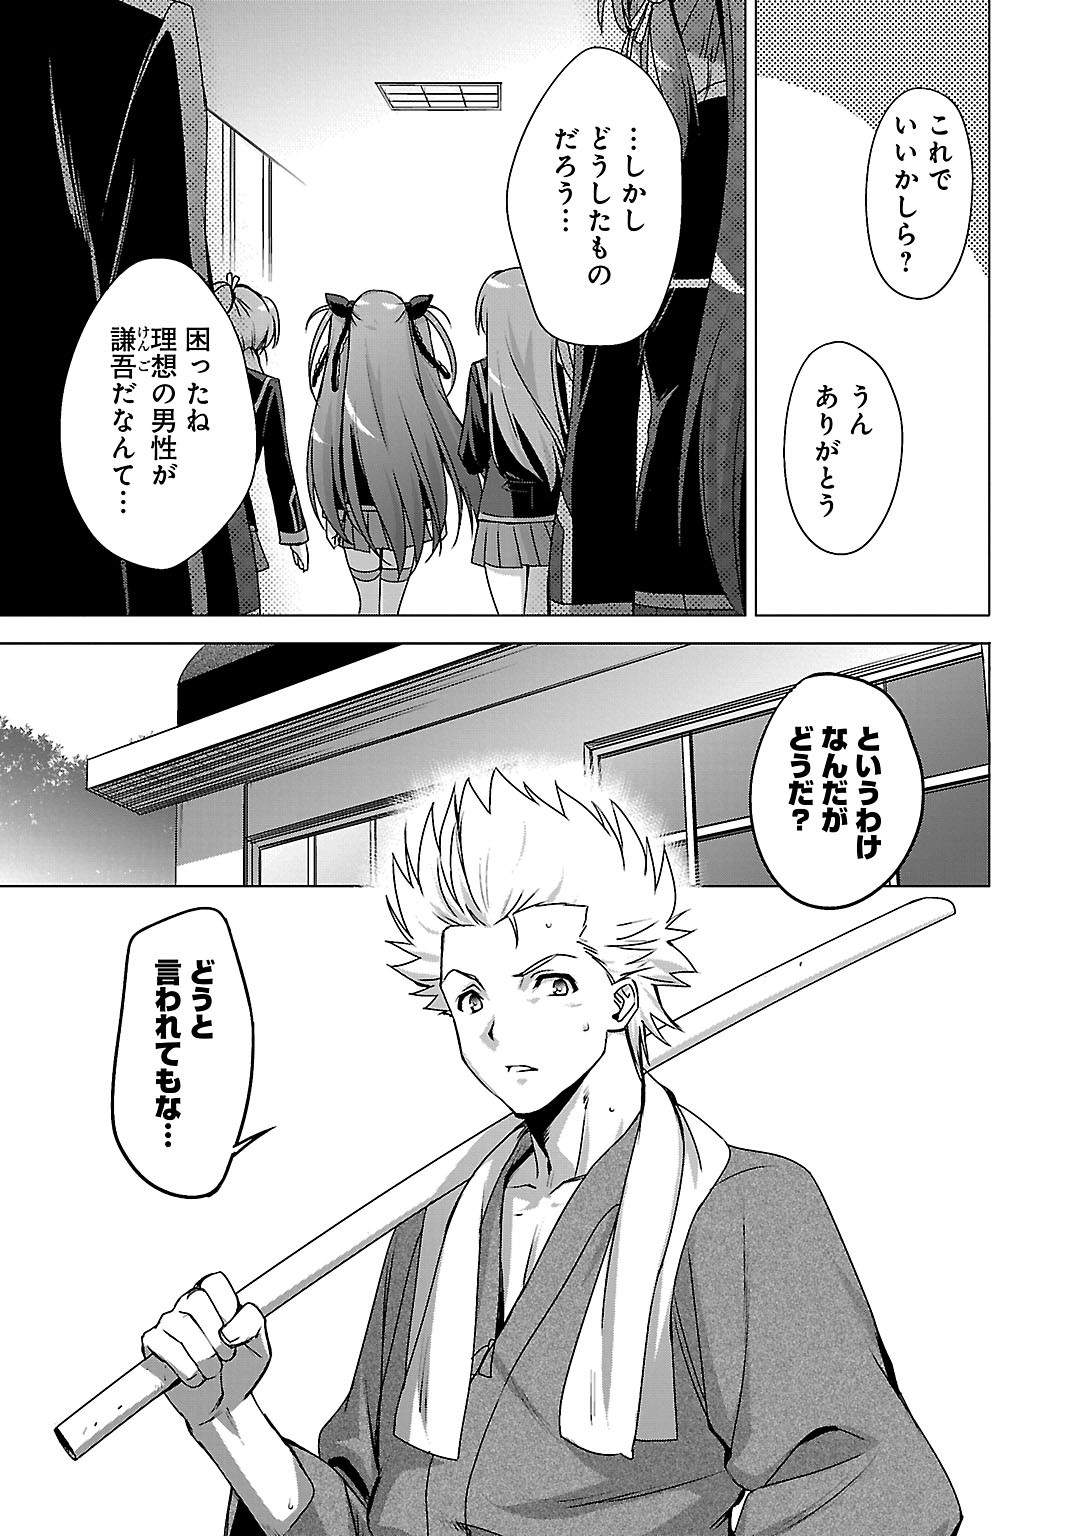 これで
いいかしら？
うん
ありがとう
…しかし
どうしたもの
だろう…
困ったね
理想の男性が
謙吾だなんて…
けんご
というわけ
なんだが
どうだ？
どうと
言われてもな…